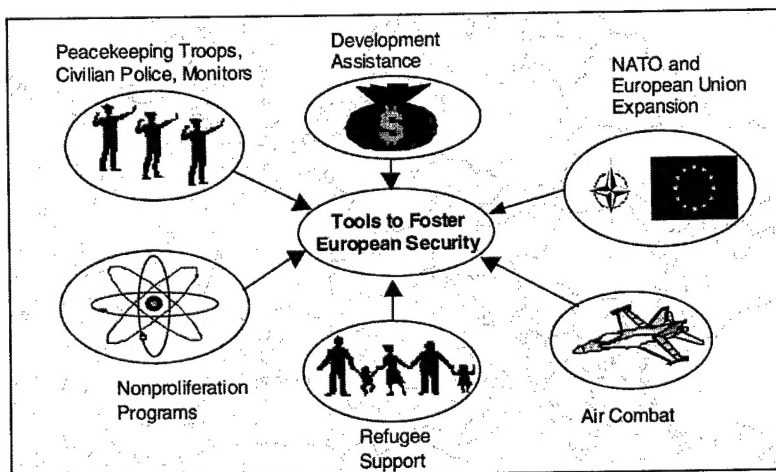 Peacekeeping Troops,
Civilian Police, Monitors
Development
Assistance
NATO and
European Union
Expansion
$
Tools to Foster
European Security
Nonproliferation
Programs
Refugee
Support
Air Combat